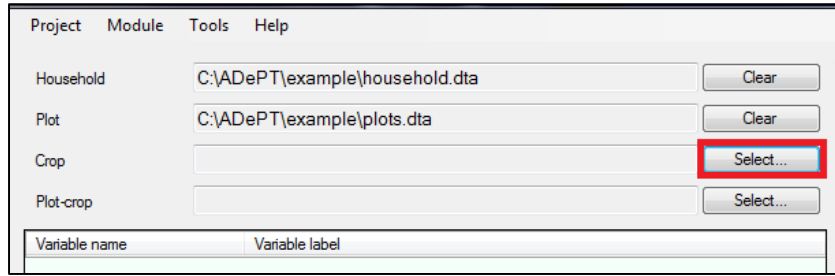 Project Module Tools Help
Household C:\ADePT\example\household.dta Clear
Plot C:\ADePT\example\plots.dta Clear
Crop Select...
Plot-crop Select...
Variable name Variable label